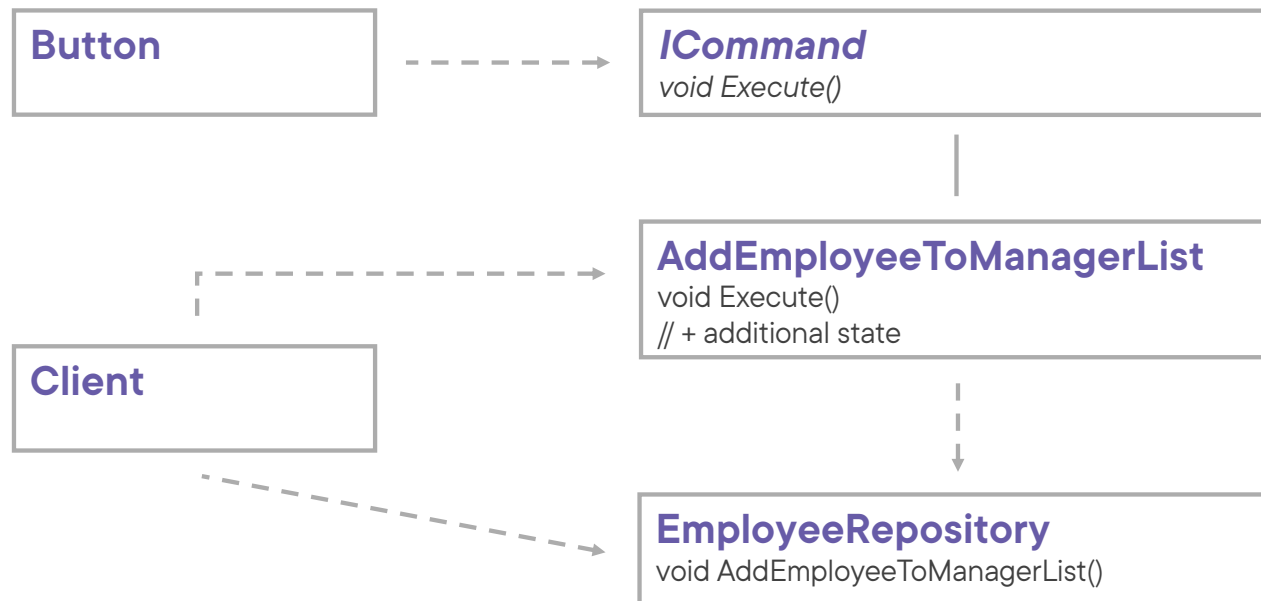 Button
ICommand
void Execute()
AddEmployeeToManagerList
void Execute()
// + additional state
Client
EmployeeRepository
void AddEmployeeToManagerList()